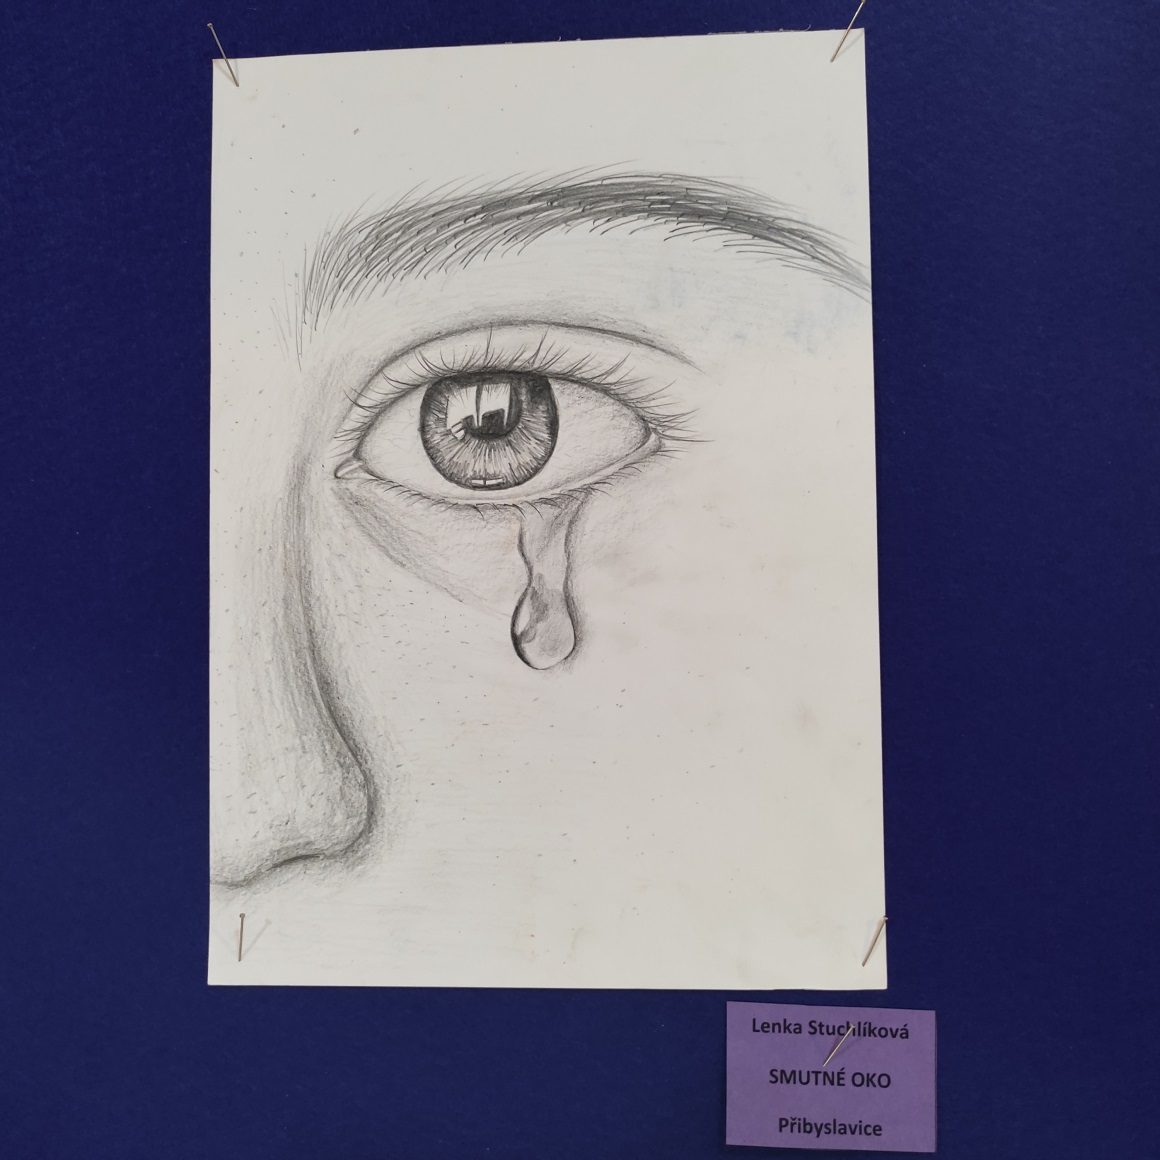 Lenka Stuchlíková
SMUTNÉ OKO
Přibyslavice